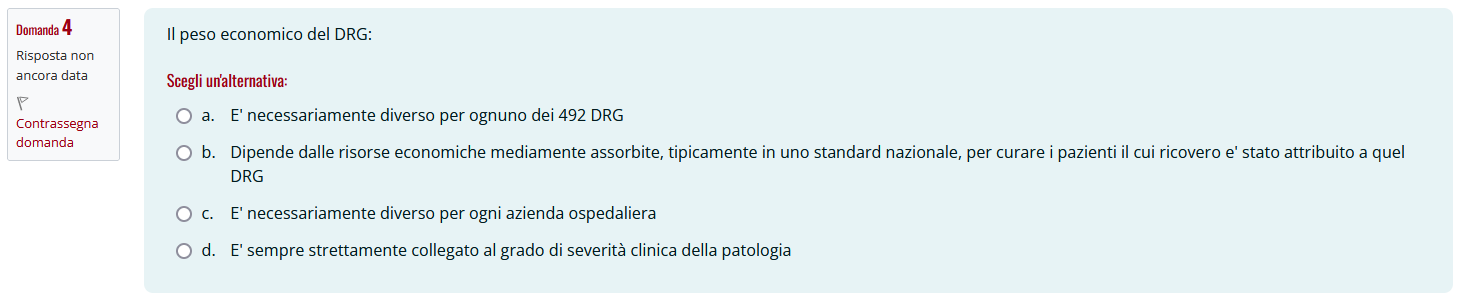 Domanda 4
Risposta non
ancora data
Contrassegna
domanda
Il peso economico del DRG:
Scegli un'alternativa:
a. E' necessariamente diverso per ognuno dei 492 DRG
b. Dipende dalle risorse economiche mediamente assorbite, tipicamente in uno standard nazionale, per curare i pazienti il cui ricovero e' stato attribuito a quel
DRG
c. E' necessariamente diverso per ogni azienda ospedaliera
d. E' sempre strettamente collegato al grado di severità clinica della patologia